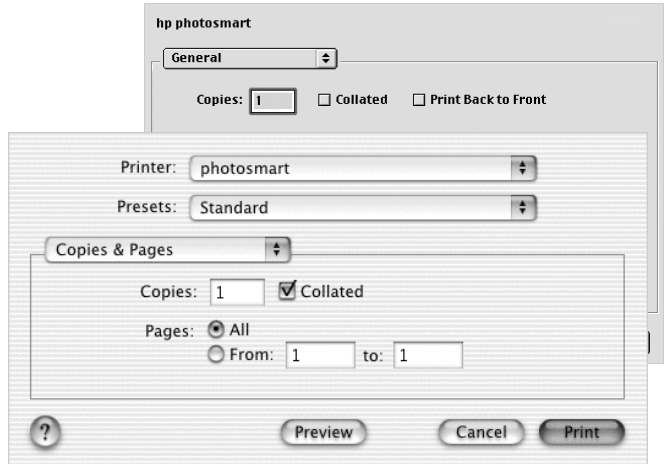 hp photosmart
General
Copies: 1 Collated Print Back to Front
Printer: photosmart
Presets: Standard
Copies & Pages
Copies: 1 Collated
Pages: All
From: 1 to: 1
? Preview Cancel Print